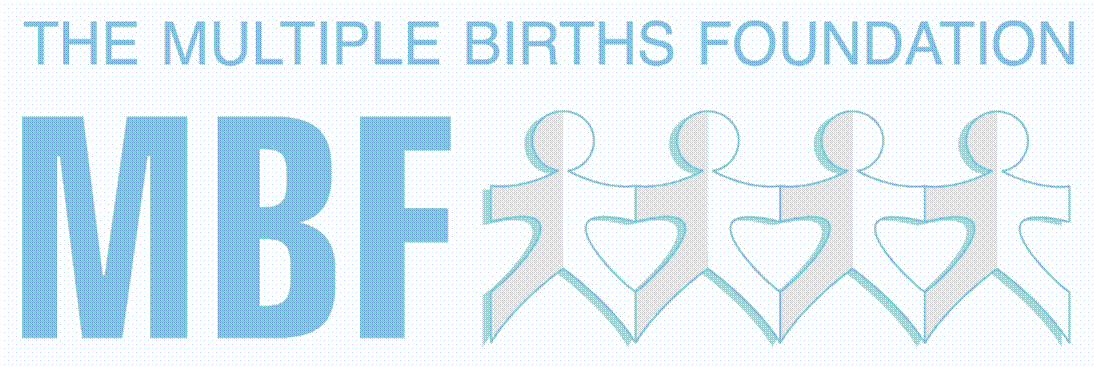 THE MULTIPLE BIRTHS FOUNDATION
MBF